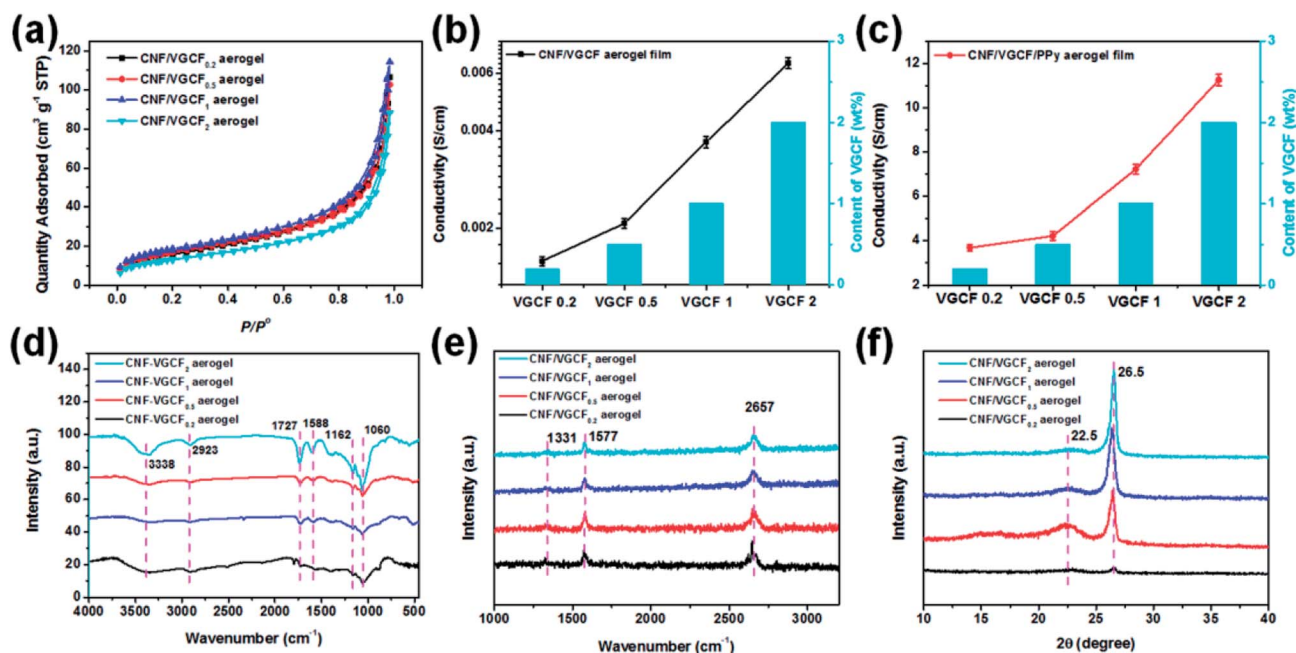 (a)
120
100
80
60
40
20
0
Quantity Adsorbed (cm³ g⁻¹ STP)
CNF/VGCF₀.₂ aerogel
CNF/VGCF₀.₅ aerogel
CNF/VGCF₁ aerogel
CNF/VGCF₂ aerogel
0.0 0.2 0.4 0.6 0.8 1.0
P/Pᵒ
(b)
CNF/VGCF aerogel film
0.006
0.004
0.002
Conductivity (S/cm)
3
2
1
0
Content of VGCF (wt%)
VGCF 0.2 VGCF 0.5 VGCF 1 VGCF 2
(c)
CNF/VGCF/PPy aerogel film
12
10
8
6
4
2
Conductivity (S/cm)
3
2
1
0
Content of VGCF (wt%)
VGCF 0.2 VGCF 0.5 VGCF 1 VGCF 2
(d)
140
120
100
80
60
40
20
0
Intensity (a.u.)
CNF-VGCF₂ aerogel
CNF-VGCF₁ aerogel
CNF-VGCF₀.₅ aerogel
CNF-VGCF₀.₂ aerogel
3338
2923
1727
1588
1162
1060
4000 3500 3000 2500 2000 1500 1000 500
Wavenumber (cm⁻¹)
(e)
Intensity (a.u.)
CNF/VGCF₂ aerogel
CNF/VGCF₁ aerogel
CNF/VGCF₀.₅ aerogel
CNF/VGCF₀.₂ aerogel
1331
1577
2657
1000 1500 2000 2500 3000
Wavenumber (cm⁻¹)
(f)
Intensity (a.u.)
CNF/VGCF₂ aerogel
CNF/VGCF₁ aerogel
CNF/VGCF₀.₅ aerogel
CNF/VGCF₀.₂ aerogel
26.5
22.5
10 15 20 25 30 35 40
2θ (degree)